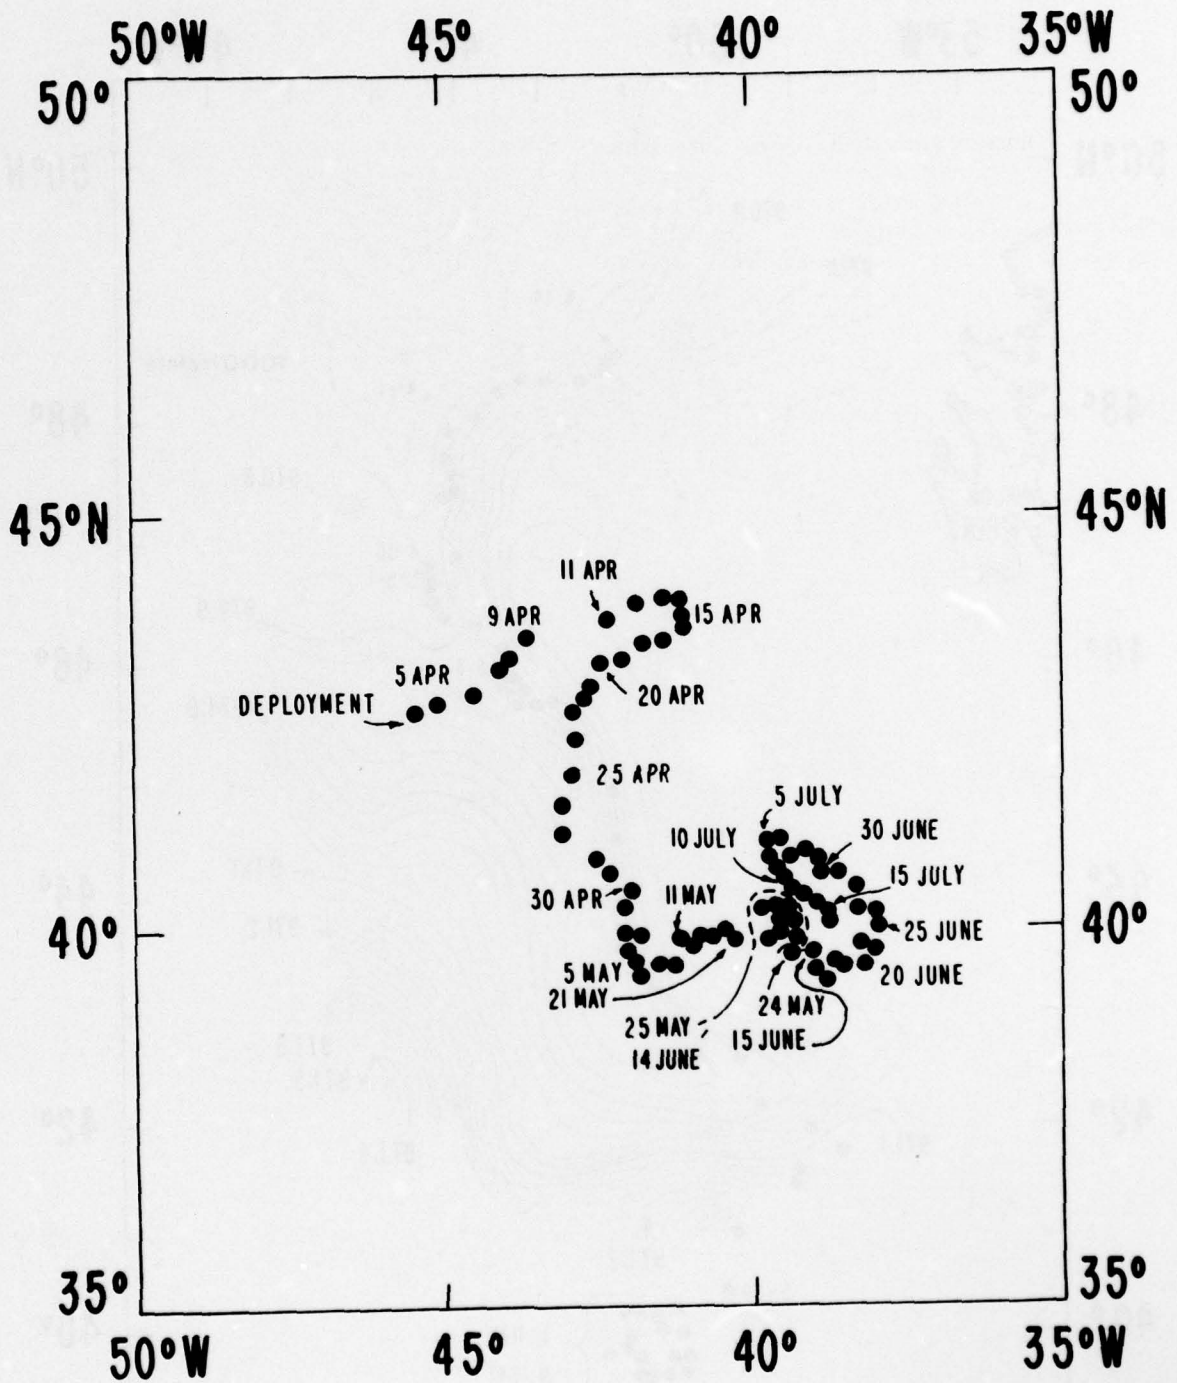 50°W 45° 40° 35°W
50° 50°
45°N 45°N
11 APR
9 APR
15 APR
5 APR
DEPLOYMENT
20 APR
25 APR
5 JULY
10 JULY
30 JUNE
15 JULY
30 APR
11 MAY
40° 40°
25 JUNE
5 MAY
20 JUNE
21 MAY
24 MAY
25 MAY -
14 JUNE
15 JUNE
35° 35°
50°W 45° 40° 35°W